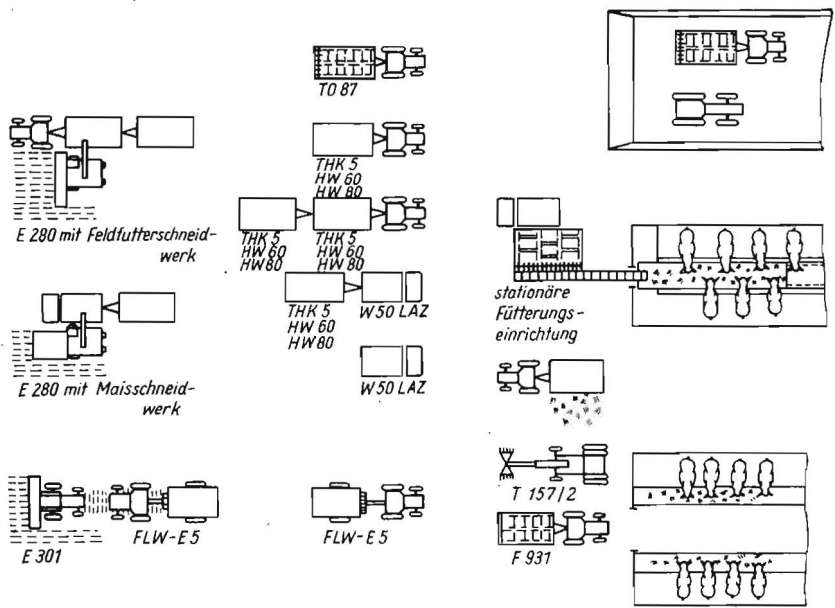 TO 87
THK 5
HW 60
HW 80
E 280 mit Feldfutterschneid-
werk
THK 5
HW 60
HW 80
THK 5
HW 60
HW 80
stationäre
Fütterungs-
einrichtung
THK 5
HW 60
HW 80
W 50 LAZ
E 280 mit Maisschneid-
werk
W 50 LAZ
T 157/2
E 301
FLW-E 5
FLW-E 5
F 931